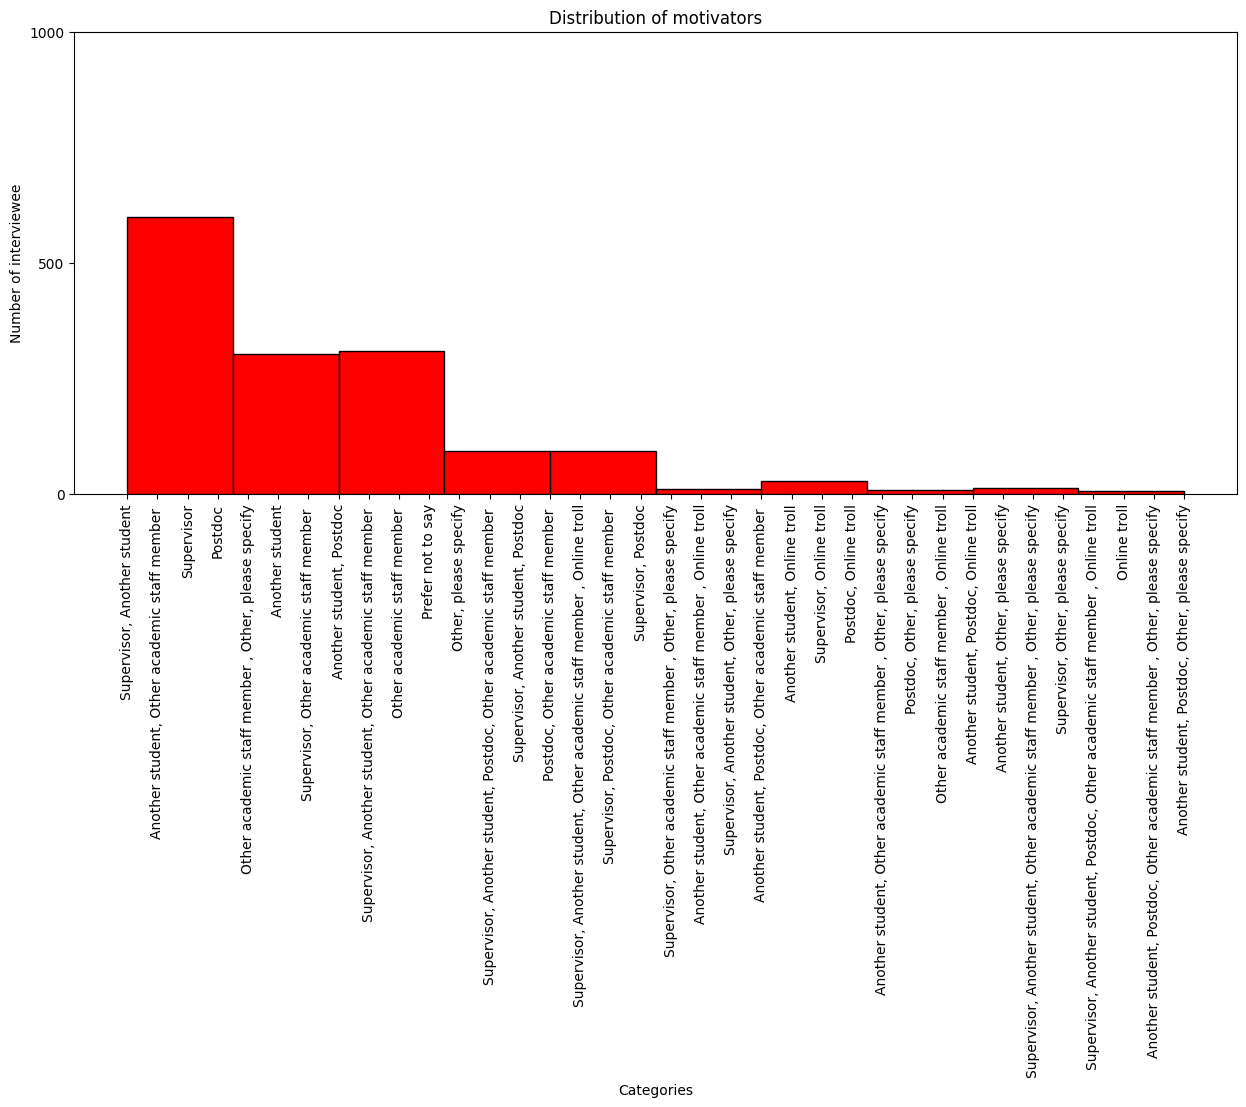 Distribution of motivators
1000
500
0
Number of interviewee
Supervisor, Another student
Another student, Other academic staff member
Supervisor
Postdoc
Other academic staff member , Other, please specify
Another student
Supervisor, Other academic staff member
Another student, Postdoc
Supervisor, Another student, Other academic staff member
Other academic staff member
Prefer not to say
Other, please specify
Supervisor, Another student, Postdoc, Other academic staff member
Supervisor, Another student, Postdoc
Postdoc, Other academic staff member
Supervisor, Another student, Other academic staff member , Online troll
Supervisor, Postdoc, Other academic staff member
Supervisor, Postdoc
Supervisor, Other academic staff member , Other, please specify
Another student, Other academic staff member , Online troll
Supervisor, Another student, Other, please specify
Another student, Postdoc, Other academic staff member
Another student, Online troll
Supervisor, Online troll
Postdoc, Online troll
Another student, Other academic staff member , Other, please specify
Postdoc, Other, please specify
Other academic staff member , Online troll
Another student, Postdoc, Online troll
Another student, Other, please specify
Supervisor, Another student, Other academic staff member , Other, please specify
Supervisor, Other, please specify
Supervisor, Another student, Postdoc, Other academic staff member , Online troll
Online troll
Another student, Postdoc, Other academic staff member , Other, please specify
Another student, Postdoc, Other, please specify
Categories